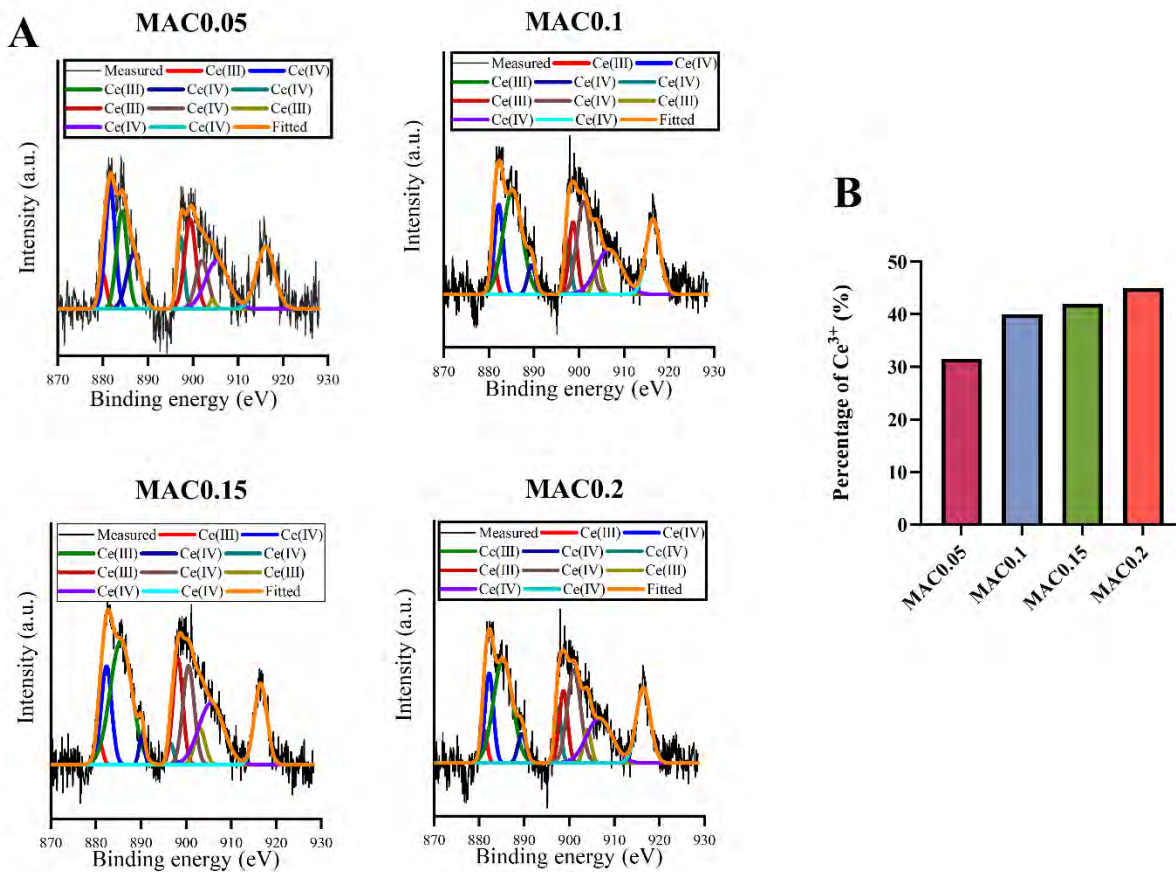 A
MAC0.05
Measured Ce(III) Ce(IV)
Ce(III) Ce(IV) Ce(IV)
Ce(III) Ce(IV) Ce(III)
Ce(IV) Ce(IV) Fitted
Intensity (a.u.)
870 880 890 900 910 920 930
Binding energy (eV)
MAC0.1
Measured Ce(III) Ce(IV)
Ce(III) Ce(IV) Ce(IV)
Ce(III) Ce(IV) Ce(III)
Ce(IV) Ce(IV) Fitted
Intensity (a.u.)
870 880 890 900 910 920 930
Binding energy (eV)
MAC0.15
Measured Ce(III) Ce(IV)
Ce(III) Ce(IV) Ce(IV)
Ce(III) Ce(IV) Ce(III)
Ce(IV) Ce(IV) Fitted
Intensity (a.u.)
870 880 890 900 910 920 930
Binding energy (eV)
MAC0.2
Measured Ce(III) Ce(IV)
Ce(III) Ce(IV) Ce(IV)
Ce(III) Ce(IV) Ce(III)
Ce(IV) Ce(IV) Fitted
Intensity (a.u.)
870 880 890 900 910 920 930
Binding energy (eV)
B
Percentage of Ce³⁺ (%)
50
40
30
20
10
0
MAC0.05
MAC0.1
MAC0.15
MAC0.2